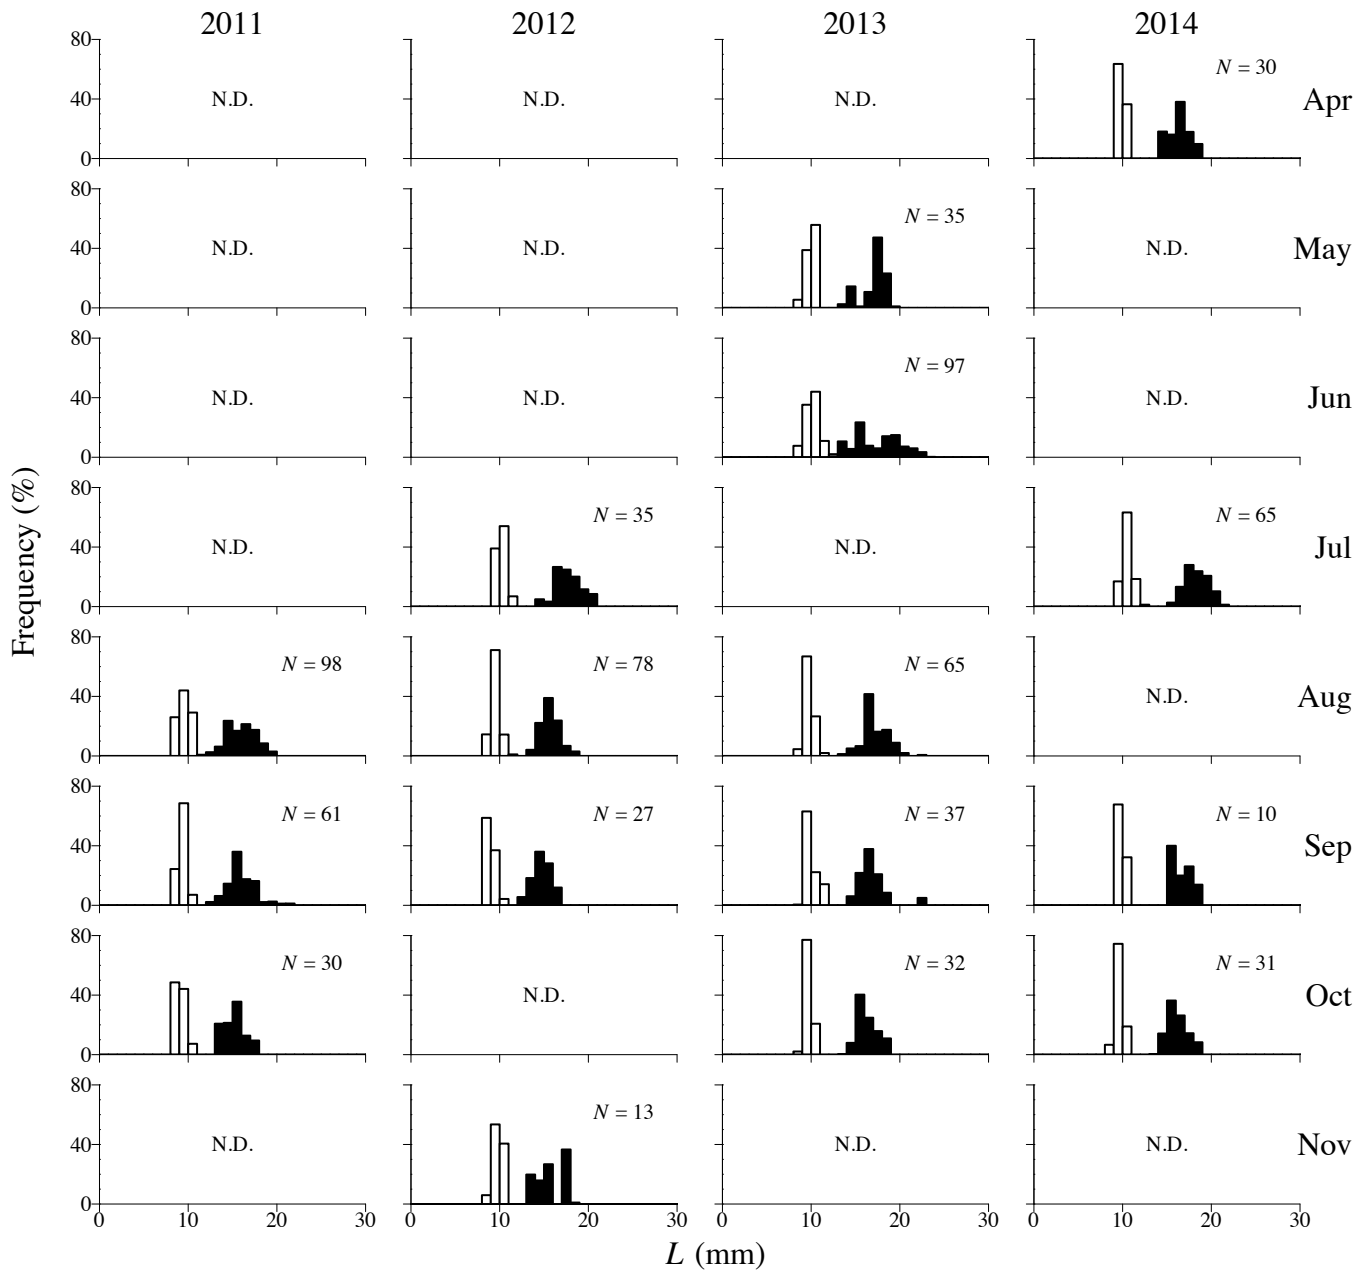 2011 2012 2013 2014
80 40 0 N.D. N.D. N.D. N = 30 Apr
80 40 0 N.D. N.D. N = 35 N.D. May
80 40 0 N.D. N.D. N = 97 N.D. Jun
80 40 0 N.D. N = 35 N.D. N = 65 Jul
80 40 0 N = 98 N = 78 N = 65 N.D. Aug
80 40 0 N = 61 N = 27 N = 37 N = 10 Sep
80 40 0 N = 30 N.D. N = 32 N = 31 Oct
80 40 0 N.D. N = 13 N.D. N.D. Nov
0 10 20 30 0 10 20 30 0 10 20 30 0 10 20 30
L (mm)
Frequency (%)